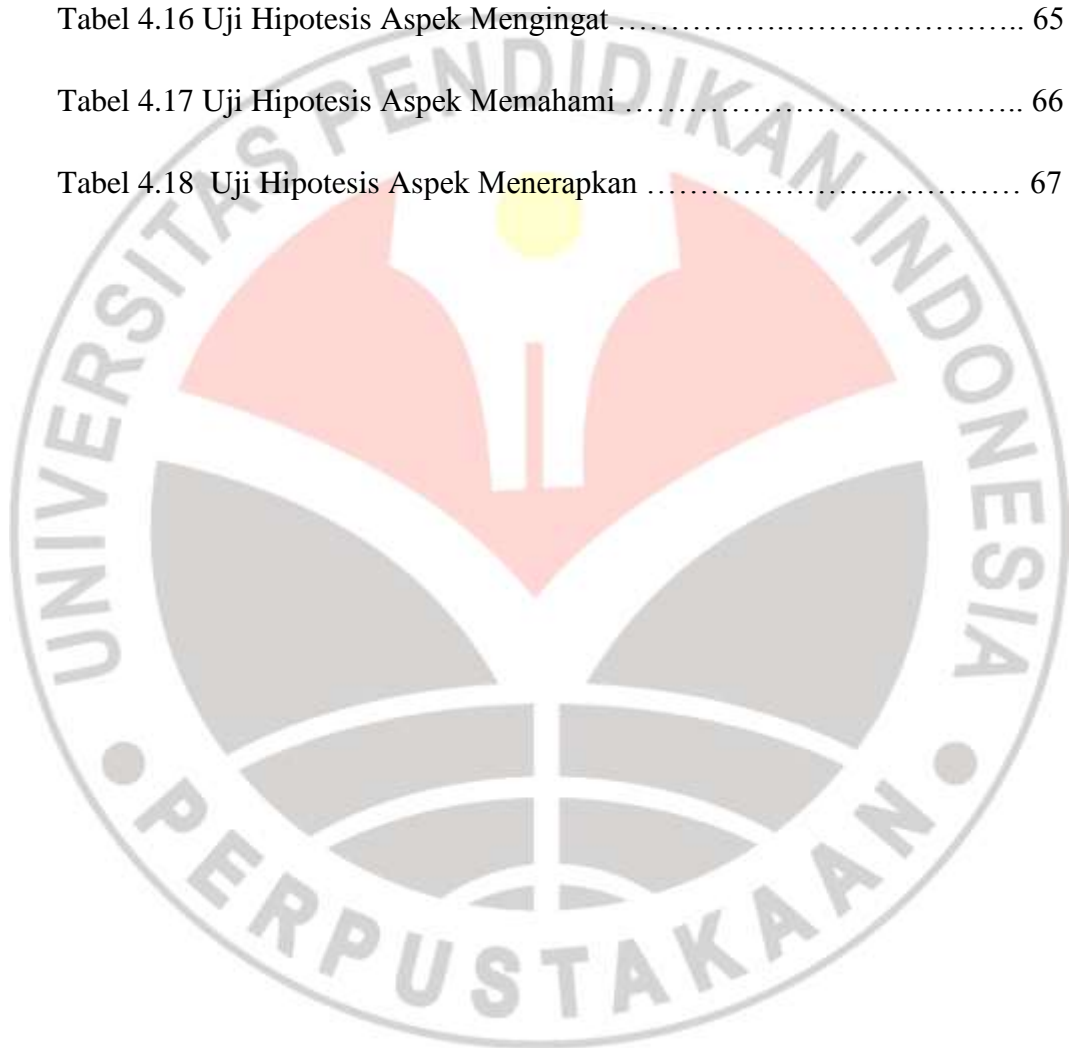 Tabel 4.16 Uji Hipotesis Aspek Mengingat ………………………………….. 65
Tabel 4.17 Uji Hipotesis Aspek Memahami ………………………………….. 66
Tabel 4.18  Uji Hipotesis Aspek Menerapkan …………………...………… 67
UNIVERSITAS PENDIDIKAN INDONESIA
PERPUSTAKAAN